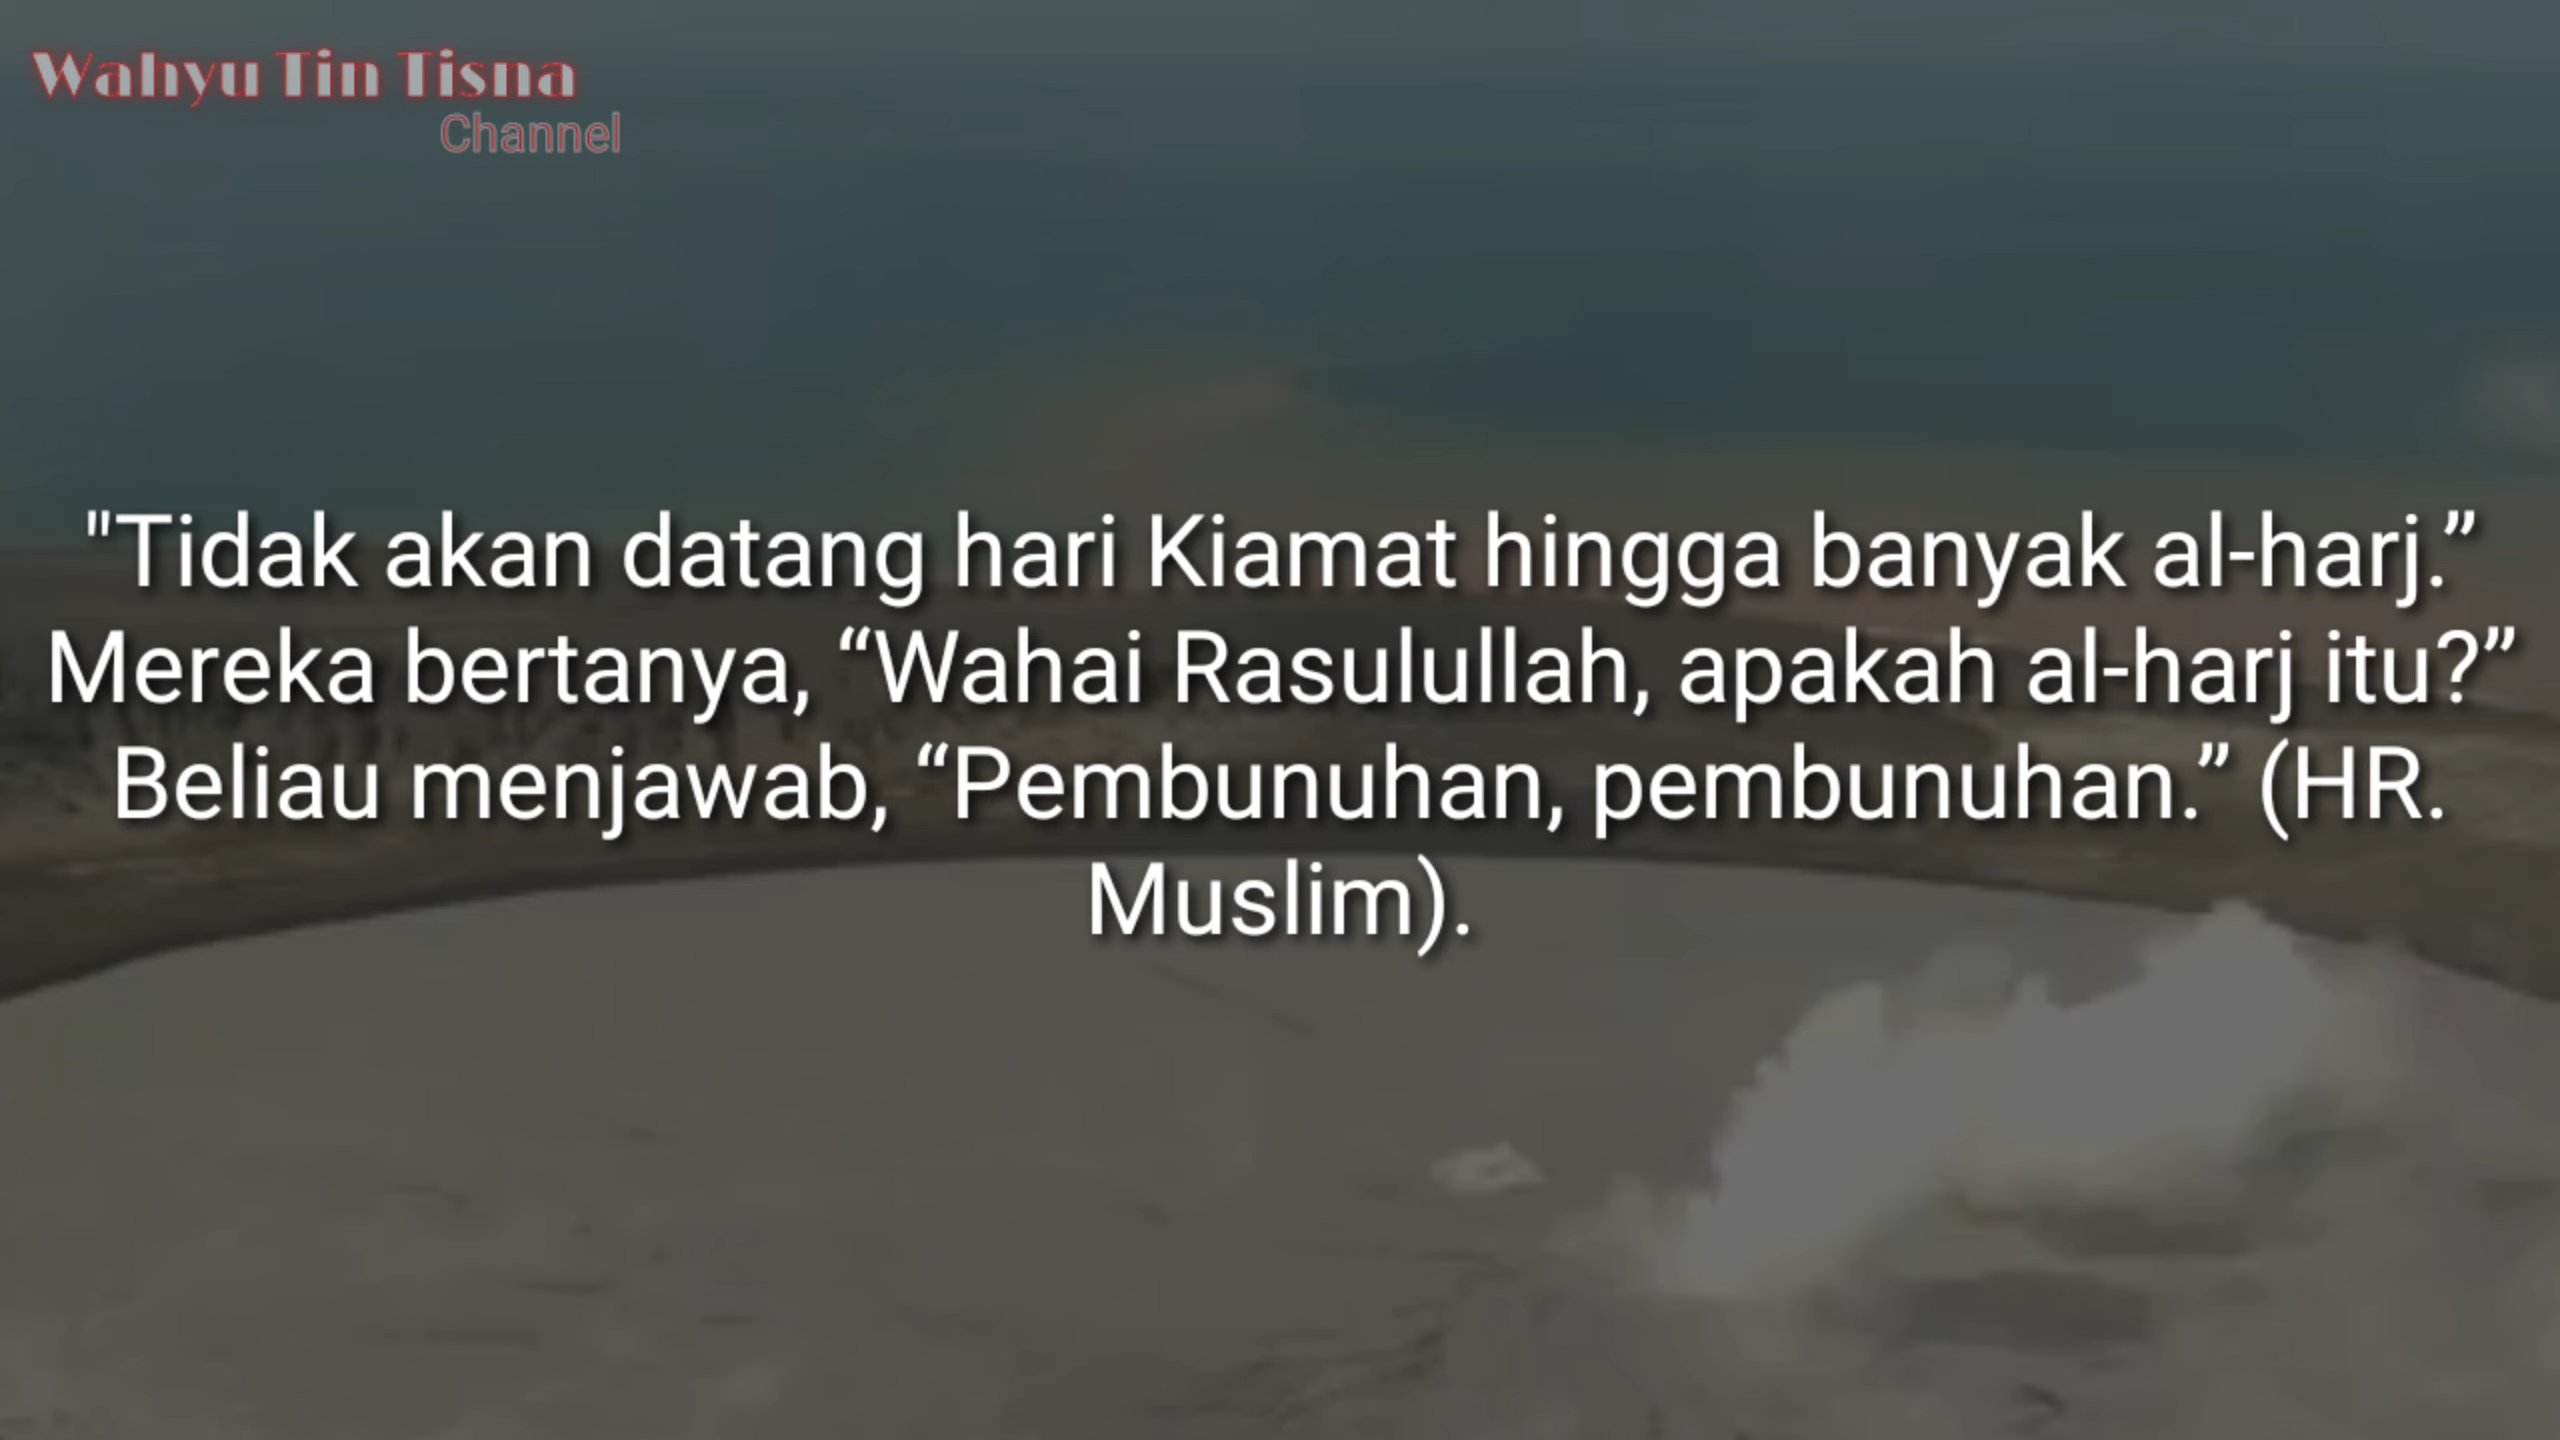 Wahyu Tin Tisna
Channel
"Tidak akan datang hari Kiamat hingga banyak al-harj.”
Mereka bertanya, “Wahai Rasulullah, apakah al-harj itu?”
Beliau menjawab, “Pembunuhan, pembunuhan.” (HR.
Muslim).